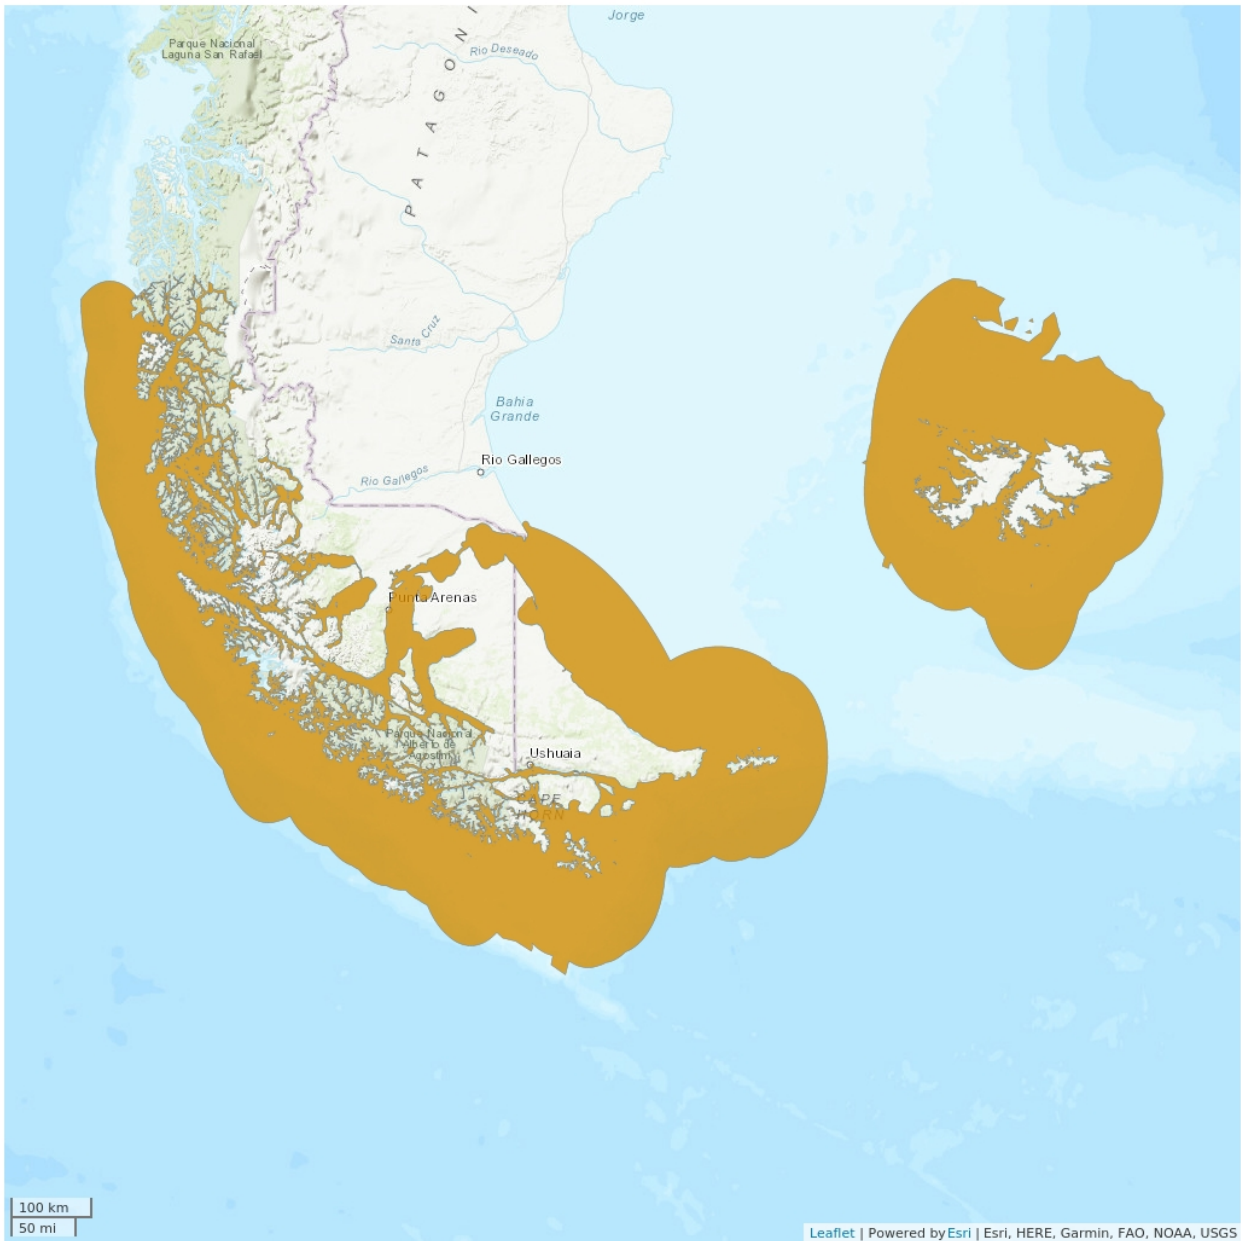 Jorge
Parque Nacional
Laguna San Rafael
Rio Deseado
PATAGONI
Santa Cruz
Bahia
Grande
Rio Gallegos
Rio Gallegos
Punta Arenas
Parque Nacional
Alberto de
Agostini
Ushuaia
CAPE
HORN
100 km
50 mi
Leaflet | Powered by Esri | Esri, HERE, Garmin, FAO, NOAA, USGS